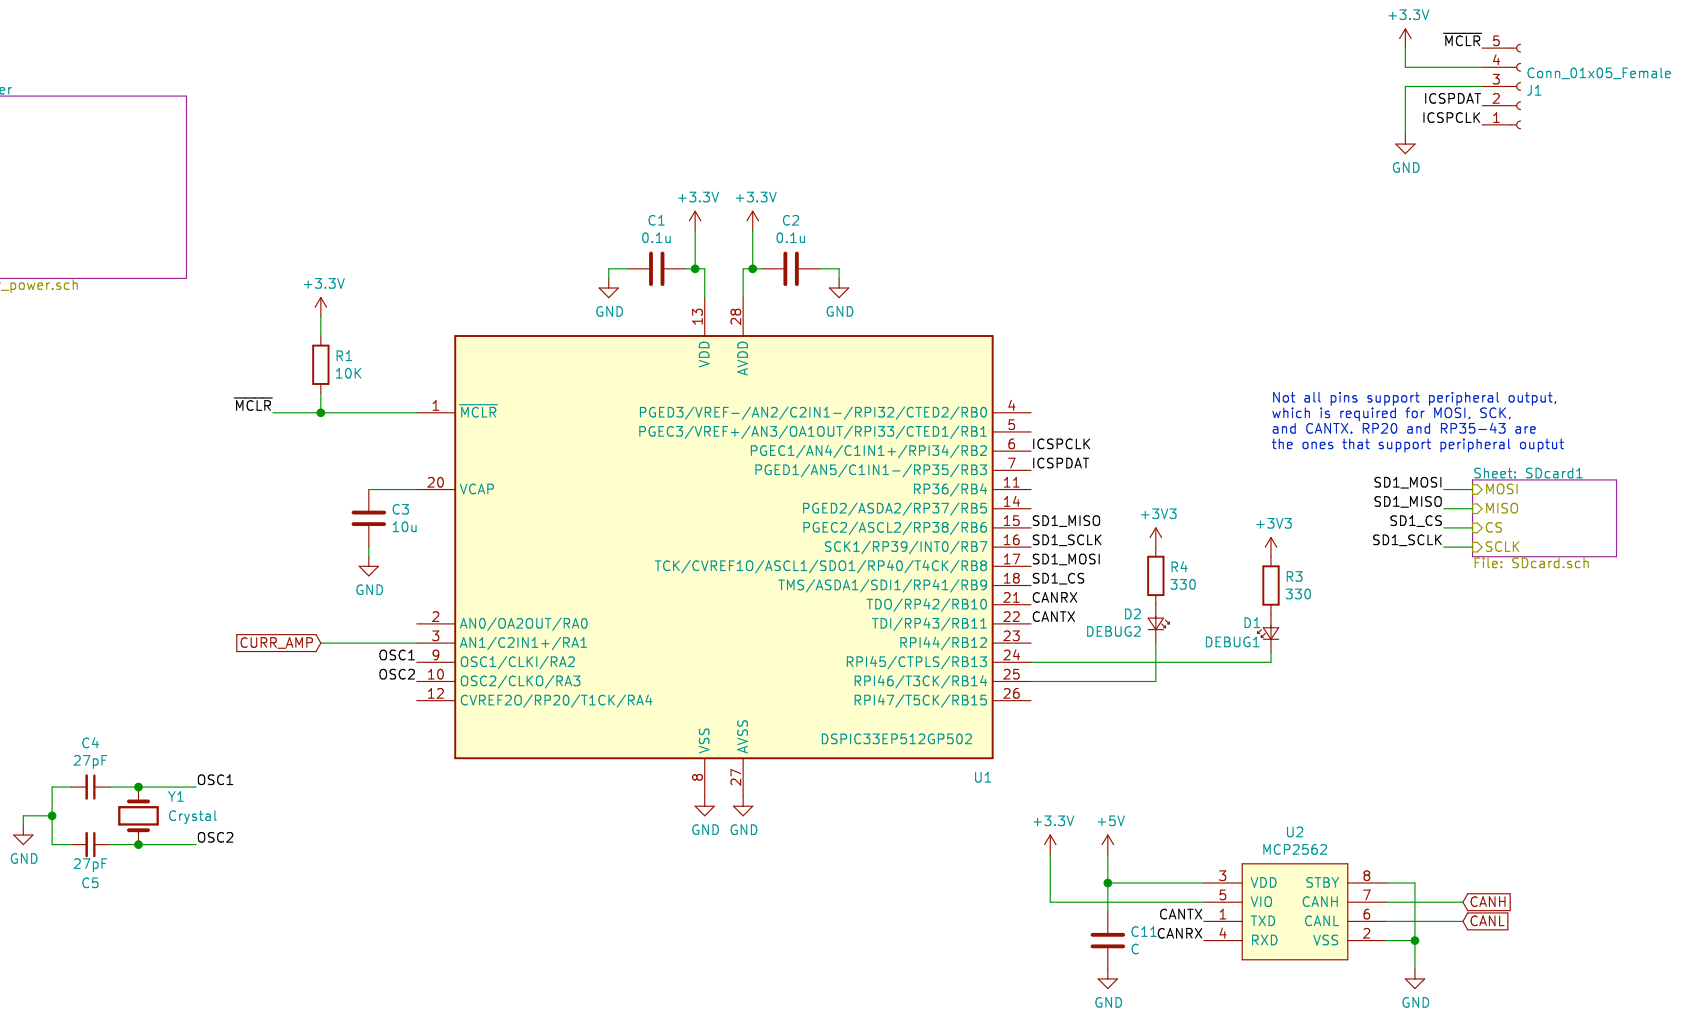 +3.3V
MCLR 5
4
3
ICSPDAT 2
ICSPCLK 1
Conn_01x05_Female
J1
GND
er
_power.sch
+3.3V
+3.3V
C1
0.1u
C2
0.1u
GND
GND
13
28
+3.3V
R1
10K
MCLR
1
20
C3
10u
GND
2
CURR_AMP
3
OSC1 9
OSC2 10
12
VDD
AVDD
MCLR
VCAP
AN0/OA2OUT/RA0
AN1/C2IN1+/RA1
OSC1/CLKI/RA2
OSC2/CLKO/RA3
CVREF2O/RP20/T1CK/RA4
PGED3/VREF-/AN2/C2IN1-/RPI32/CTED2/RB0 4
PGEC3/VREF+/AN3/OA1OUT/RPI33/CTED1/RB1 5
PGEC1/AN4/C1IN1+/RPI34/RB2 6 ICSPCLK
PGED1/AN5/C1IN1-/RP35/RB3 7 ICSPDAT
RP36/RB4 11
PGED2/ASDA2/RP37/RB5 14
PGEC2/ASCL2/RP38/RB6 15 SD1_MISO
SCK1/RP39/INT0/RB7 16 SD1_SCLK
TCK/CVREF1O/ASCL1/SDO1/RP40/T4CK/RB8 17 SD1_MOSI
TMS/ASDA1/SDI1/RP41/RB9 18 SD1_CS
TDO/RP42/RB10 21 CANRX
TDI/RP43/RB11 22 CANTX
RPI44/RB12 23
RPI45/CTPLS/RB13 24
RPI46/T3CK/RB14 25
RPI47/T5CK/RB15 26
VSS
AVSS
DSPIC33EP512GP502
U1
8
27
GND
GND
+3V3
R4
330
D2
DEBUG2
+3V3
R3
330
D1
DEBUG1
Not all pins support peripheral output,
which is required for MOSI, SCK,
and CANTX. RP20 and RP35-43 are
the ones that support peripheral ouptut
Sheet: SDcard1
SD1_MOSI MOSI
SD1_MISO MISO
SD1_CS CS
SD1_SCLK SCLK
File: SDcard.sch
C4
27pF
OSC1
Y1
Crystal
OSC2
27pF
C5
GND
+3.3V
+5V
U2
MCP2562
3 VDD STBY 8
5 VIO CANH 7 CANH
CANTX 1 TXD CANL 6 CANL
CANRX 4 RXD VSS 2
C11
C
GND
GND